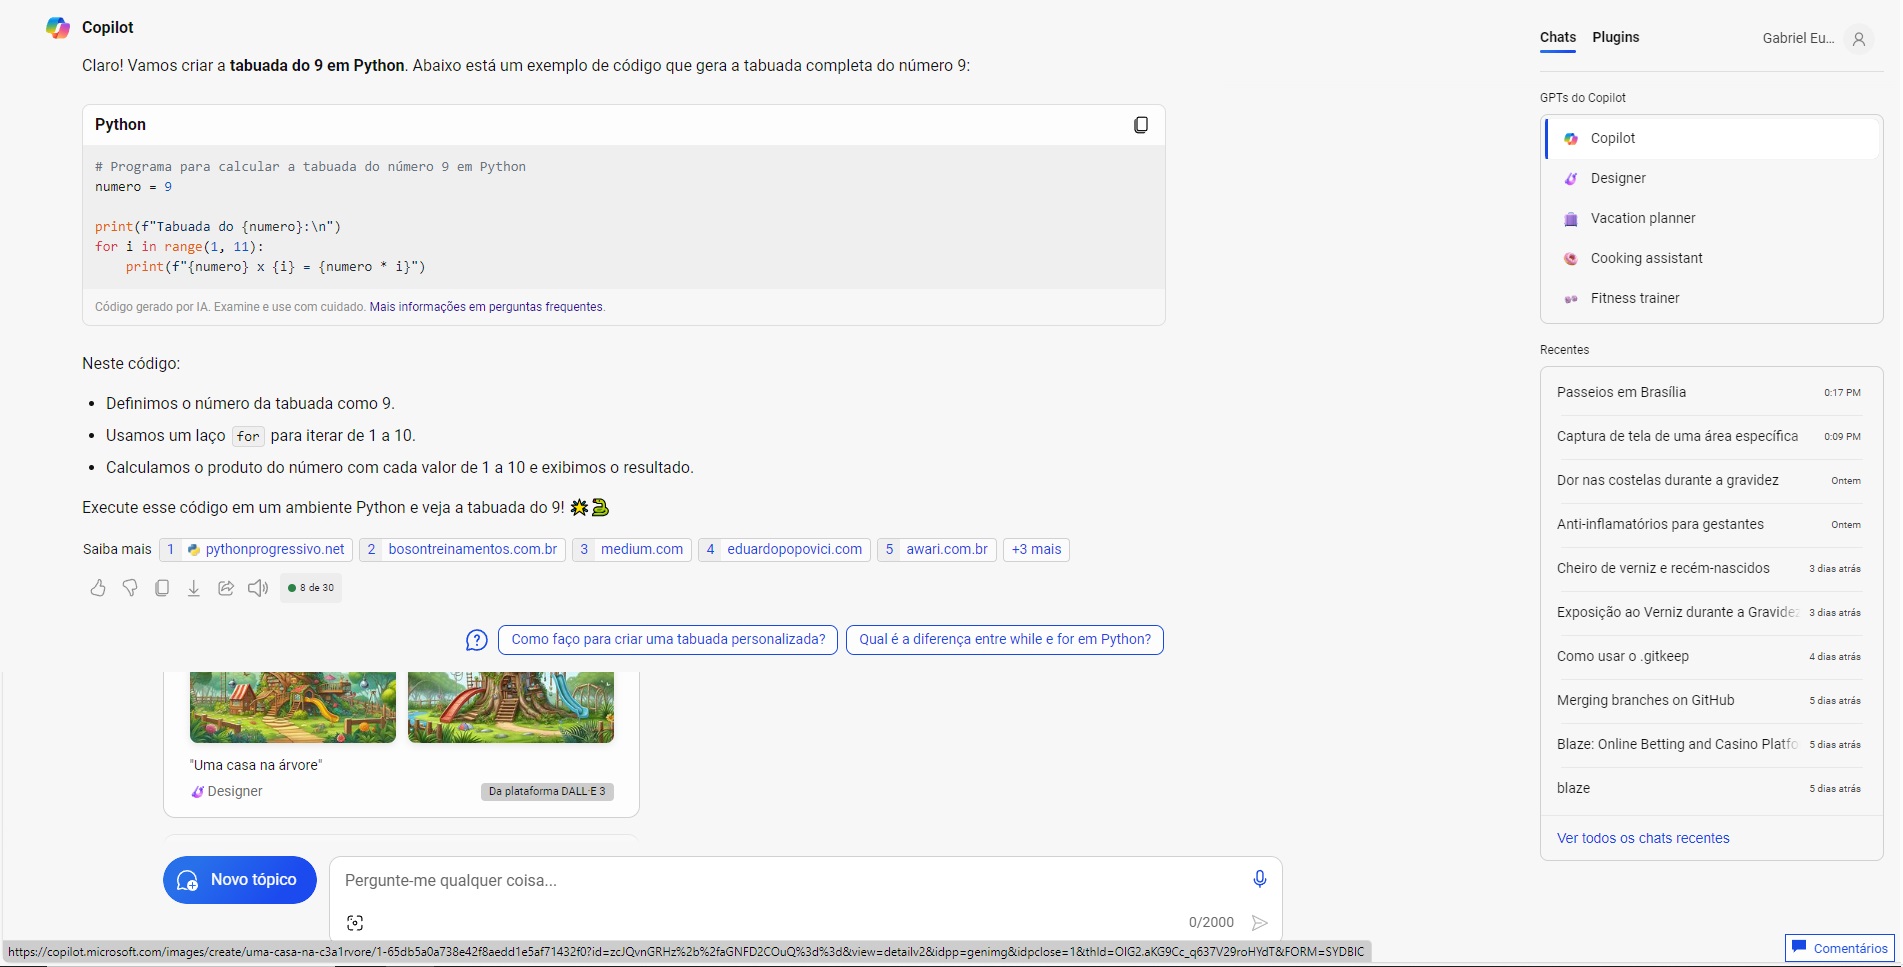 Copilot
Claro! Vamos criar a tabuada do 9 em Python. Abaixo está um exemplo de código que gera a tabuada completa do número 9:
Python
# Programa para calcular a tabuada do número 9 em Python
numero = 9
print(f"Tabuada do {numero}:\n")
for i in range(1, 11):
    print(f"{numero} x {i} = {numero * i}")
Código gerado por IA. Examine e use com cuidado. Mais informações em perguntas frequentes.
Neste código:
• Definimos o número da tabuada como 9.
• Usamos um laço for para iterar de 1 a 10.
• Calculamos o produto do número com cada valor de 1 a 10 e exibimos o resultado.
Execute esse código em um ambiente Python e veja a tabuada do 9!
Saiba mais 1 pythonprogressivo.net 2 bosontreinamentos.com.br 3 medium.com 4 eduardopopovici.com 5 awari.com.br +3 mais
8 de 30
Como faço para criar uma tabuada personalizada? Qual é a diferença entre while e for em Python?
"Uma casa na árvore"
Designer Da plataforma DALL·E 3
Novo tópico
Pergunte-me qualquer coisa...
0/2000
https://copilot.microsoft.com/images/create/uma-casa-na-c3a1rvore/1-65db5a0a738e42f8aedd1e5af71432f0?id=zcJQvnGRHz%2b%2faGNFD2COuQ%3d%3d&view=detailv2&idpp=genimg&idpclose=1&thId=OIG2.aKG9Cc_q637V29roHYdT&FORM=SYDBIC
Chats Plugins Gabriel Eu...
GPTs do Copilot
Copilot
Designer
Vacation planner
Cooking assistant
Fitness trainer
Recentes
Passeios em Brasília 0:17 PM
Captura de tela de uma área específica 0:09 PM
Dor nas costelas durante a gravidez Ontem
Anti-inflamatórios para gestantes Ontem
Cheiro de verniz e recém-nascidos 3 dias atrás
Exposição ao Verniz durante a Gravidez 3 dias atrás
Como usar o .gitkeep 4 dias atrás
Merging branches on GitHub 5 dias atrás
Blaze: Online Betting and Casino Platfo 5 dias atrás
blaze 5 dias atrás
Ver todos os chats recentes
Comentários